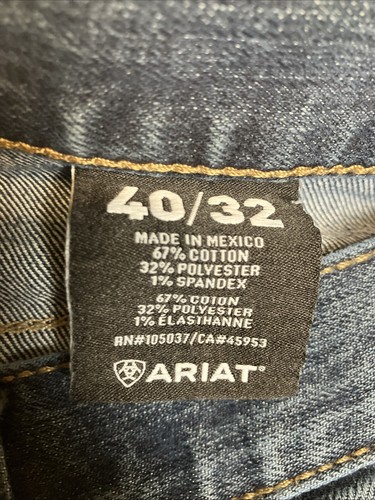 40/32
MADE IN MEXICO
67% COTTON
32% POLYESTER
1% SPANDEX
67% COTON
32% POLYESTER
1% ÉLASTHANNE
RN#105037/CA#45953
ARIAT®